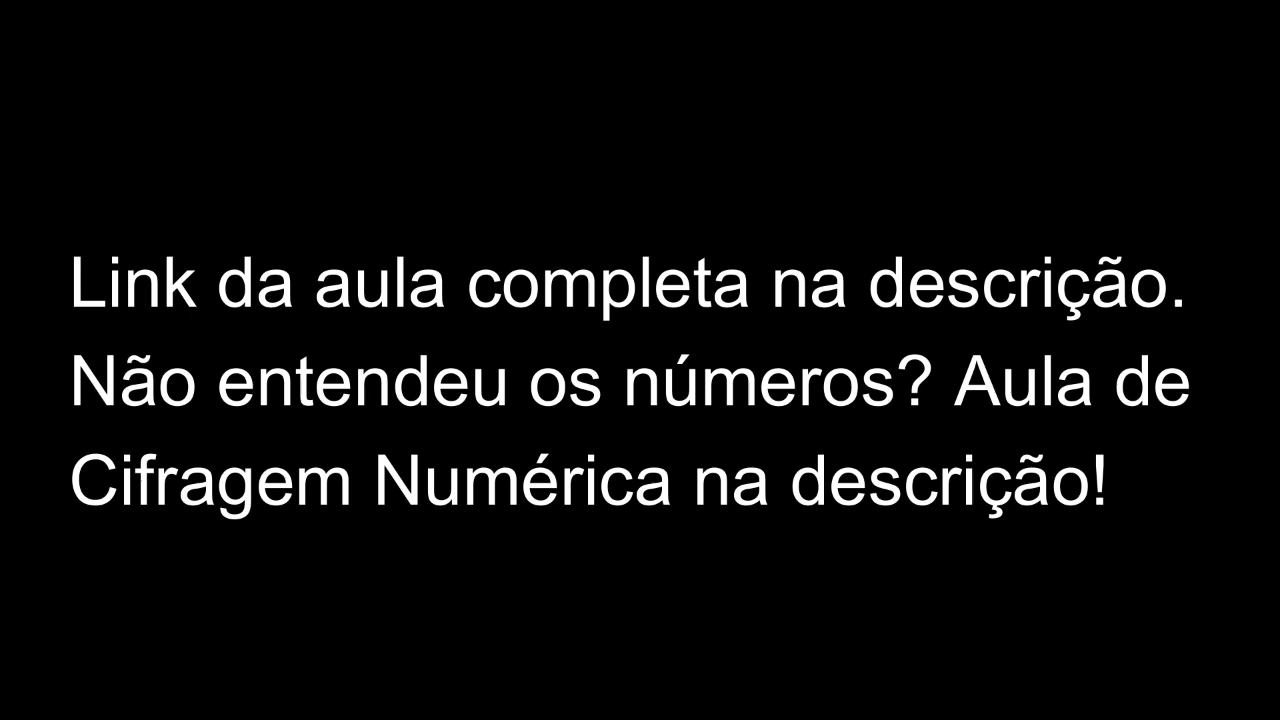 Link da aula completa na descrição.
Não entendeu os números? Aula de
Cifragem Numérica na descrição!